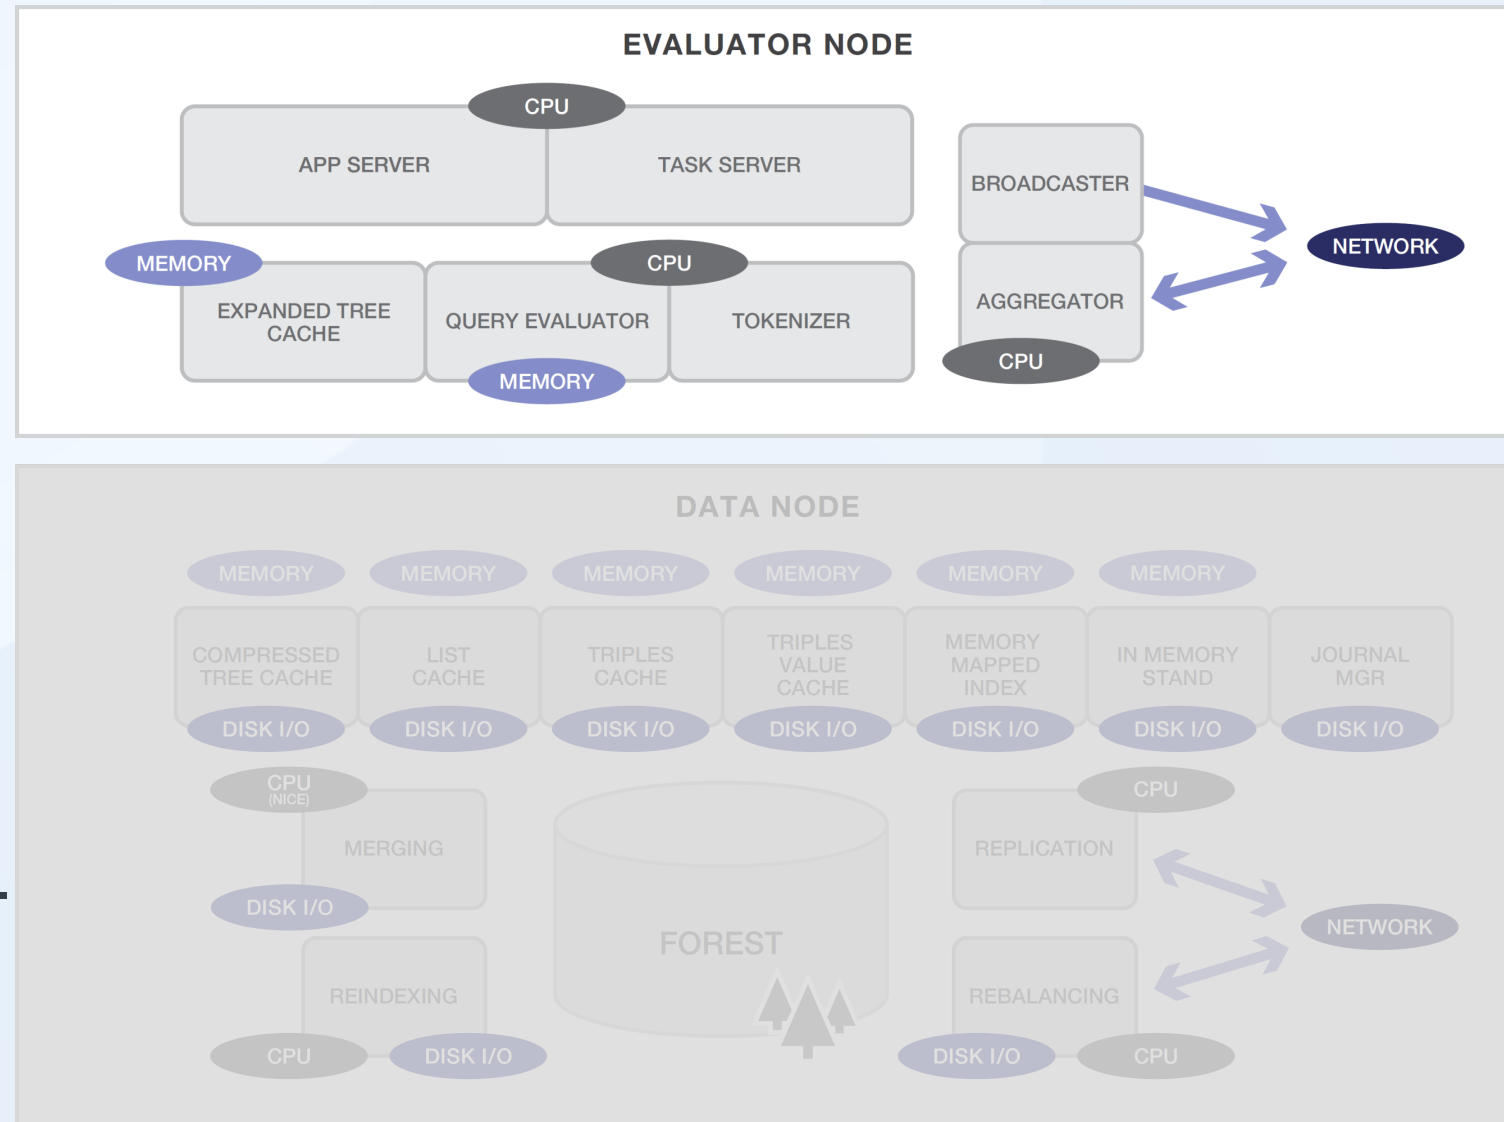 EVALUATOR NODE
CPU
APP SERVER
TASK SERVER
BROADCASTER
NETWORK
MEMORY
CPU
EXPANDED TREE
CACHE
QUERY EVALUATOR
TOKENIZER
AGGREGATOR
MEMORY
CPU
DATA NODE
MEMORY
MEMORY
MEMORY
MEMORY
MEMORY
MEMORY
COMPRESSED
TREE CACHE
LIST
CACHE
TRIPLES
CACHE
TRIPLES
VALUE
CACHE
MEMORY
MAPPED
INDEX
IN MEMORY
STAND
JOURNAL
MGR
DISK I/O
DISK I/O
DISK I/O
DISK I/O
DISK I/O
DISK I/O
DISK I/O
CPU
(NICE)
MERGING
DISK I/O
FOREST
CPU
REPLICATION
NETWORK
REINDEXING
CPU
DISK I/O
REBALANCING
DISK I/O
CPU